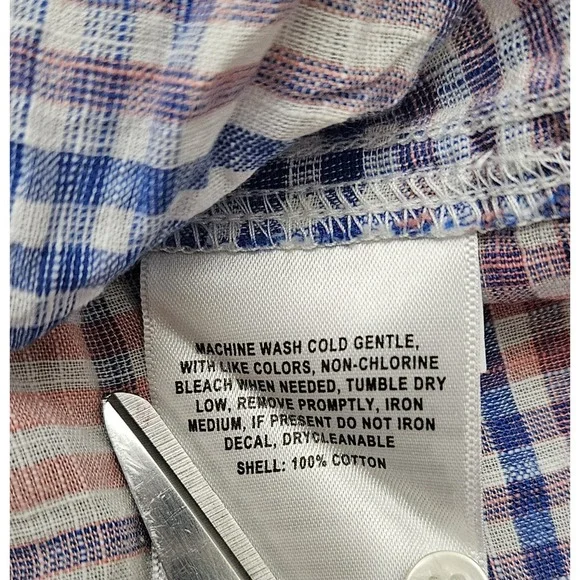 MACHINE WASH COLD GENTLE,
WITH LIKE COLORS, NON-CHLORINE
BLEACH WHEN NEEDED, TUMBLE DRY
LOW, REMOVE PROMPTLY, IRON
MEDIUM, IF PRESENT DO NOT IRON
DECAL, DRYCLEANABLE
SHELL: 100% COTTON